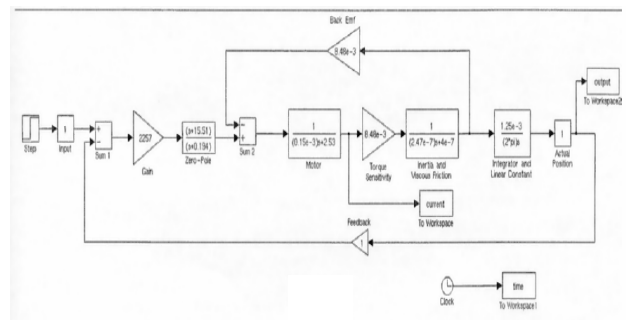 Back Emf
8.48e-3
output
To Workspace2
Step
1
Input
+
-
Sum 1
2257
Gain
(s+15.51)
(s+0.194)
Zero-Pole
-
+
Sum 2
1
(0.15e-3)s+2.53
Motor
8.48e-3
Torque
Sensitivity
1
(2.47e-7)s+4e-7
Inertia and
Viscous Friction
1.25e-3
(2*pi)s
Integrator and
Linear Constant
1
Actual
Position
current
To Workspace
Feedback
1
Clock
time
To Workspace1